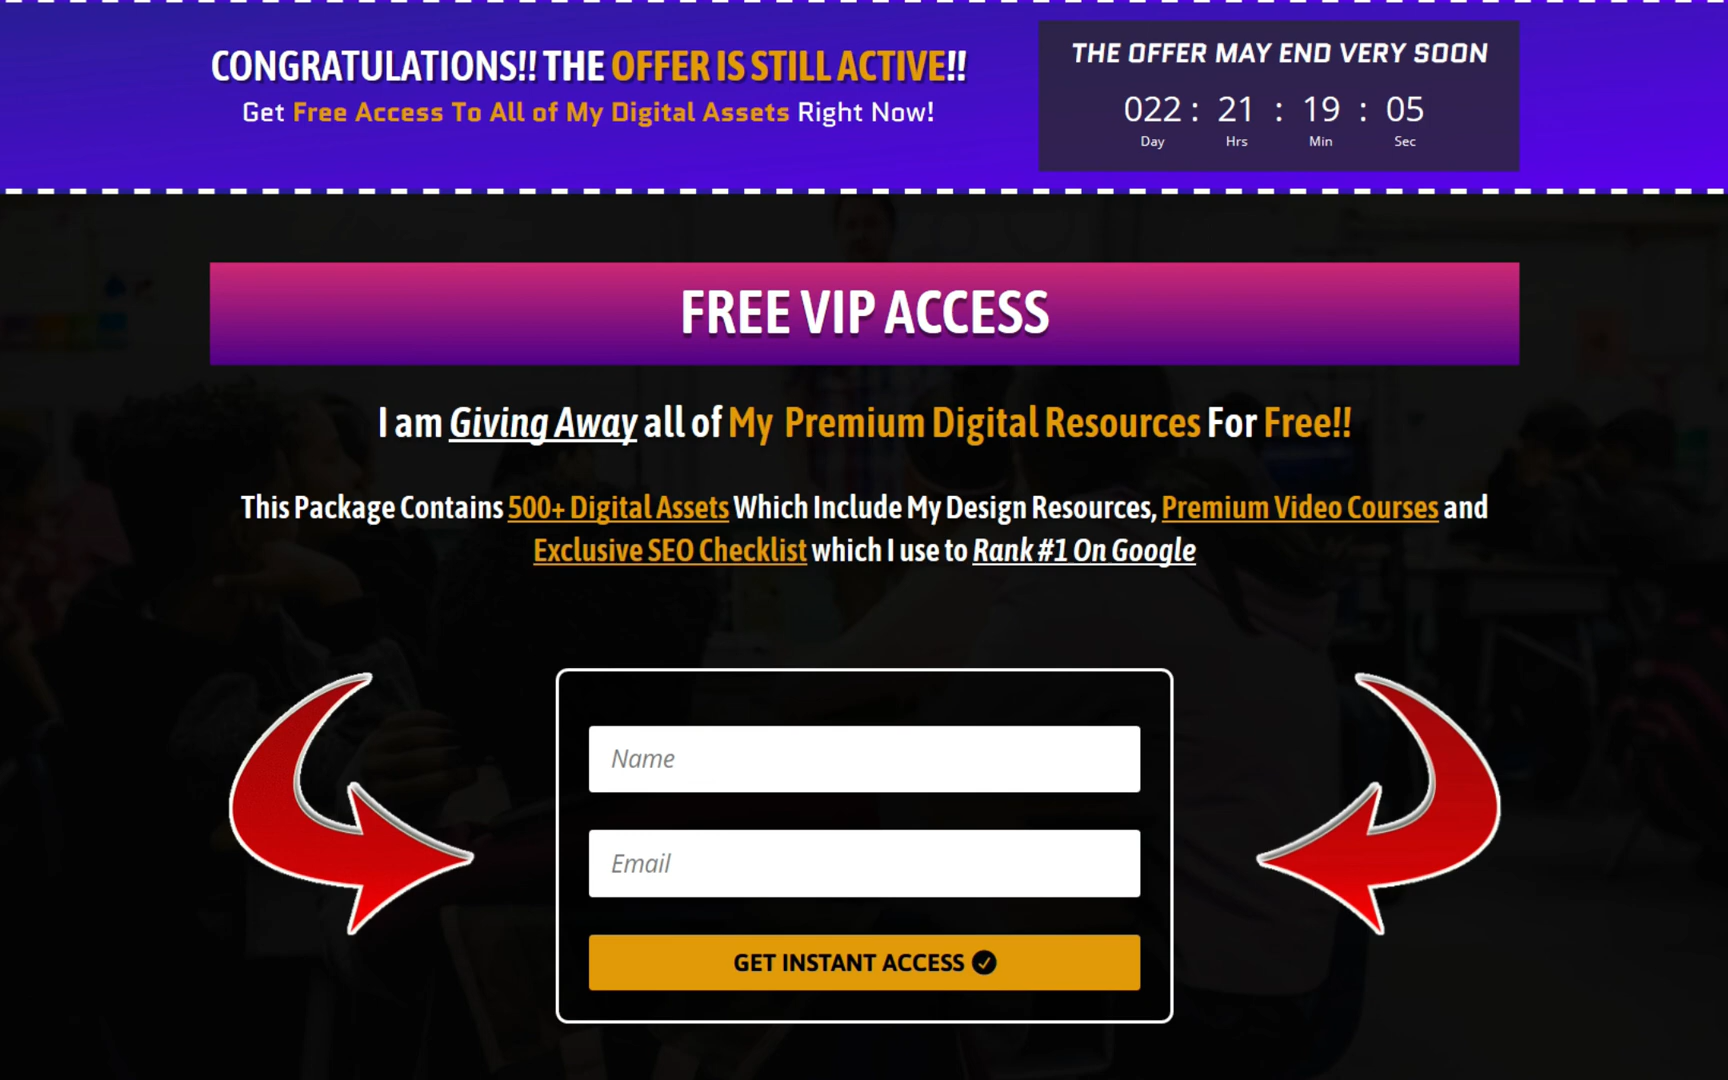 CONGRATULATIONS!! THE OFFER IS STILL ACTIVE!!
Get Free Access To All of My Digital Assets Right Now!
THE OFFER MAY END VERY SOON
022 : 21 : 19 : 05
Day Hrs Min Sec
FREE VIP ACCESS
I am Giving Away all of My Premium Digital Resources For Free!!
This Package Contains 500+ Digital Assets Which Include My Design Resources, Premium Video Courses and
Exclusive SEO Checklist which I use to Rank #1 On Google
Name
Email
GET INSTANT ACCESS